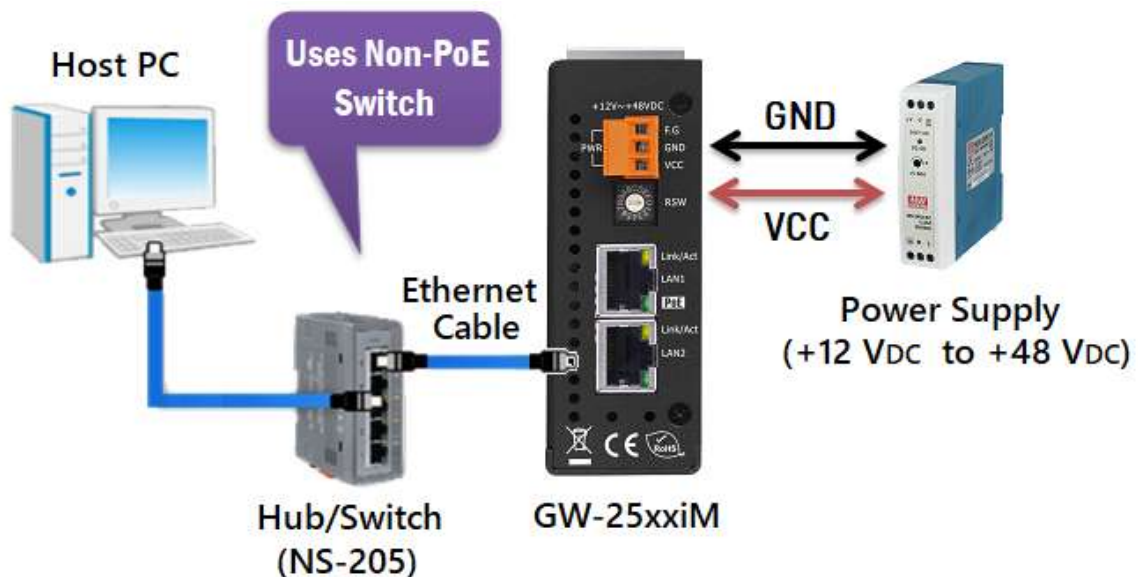 Host PC
Uses Non-PoE
Switch
+12V~+48VDC
F.G
PWR
GND
VCC
RSW
Link/Act
LAN1
PoE
Link/Act
LAN2
CE
RoHS
GND
VCC
Ethernet
Cable
Power Supply
(+12 VDC to +48 VDC)
Hub/Switch
(NS-205)
GW-25xxiM